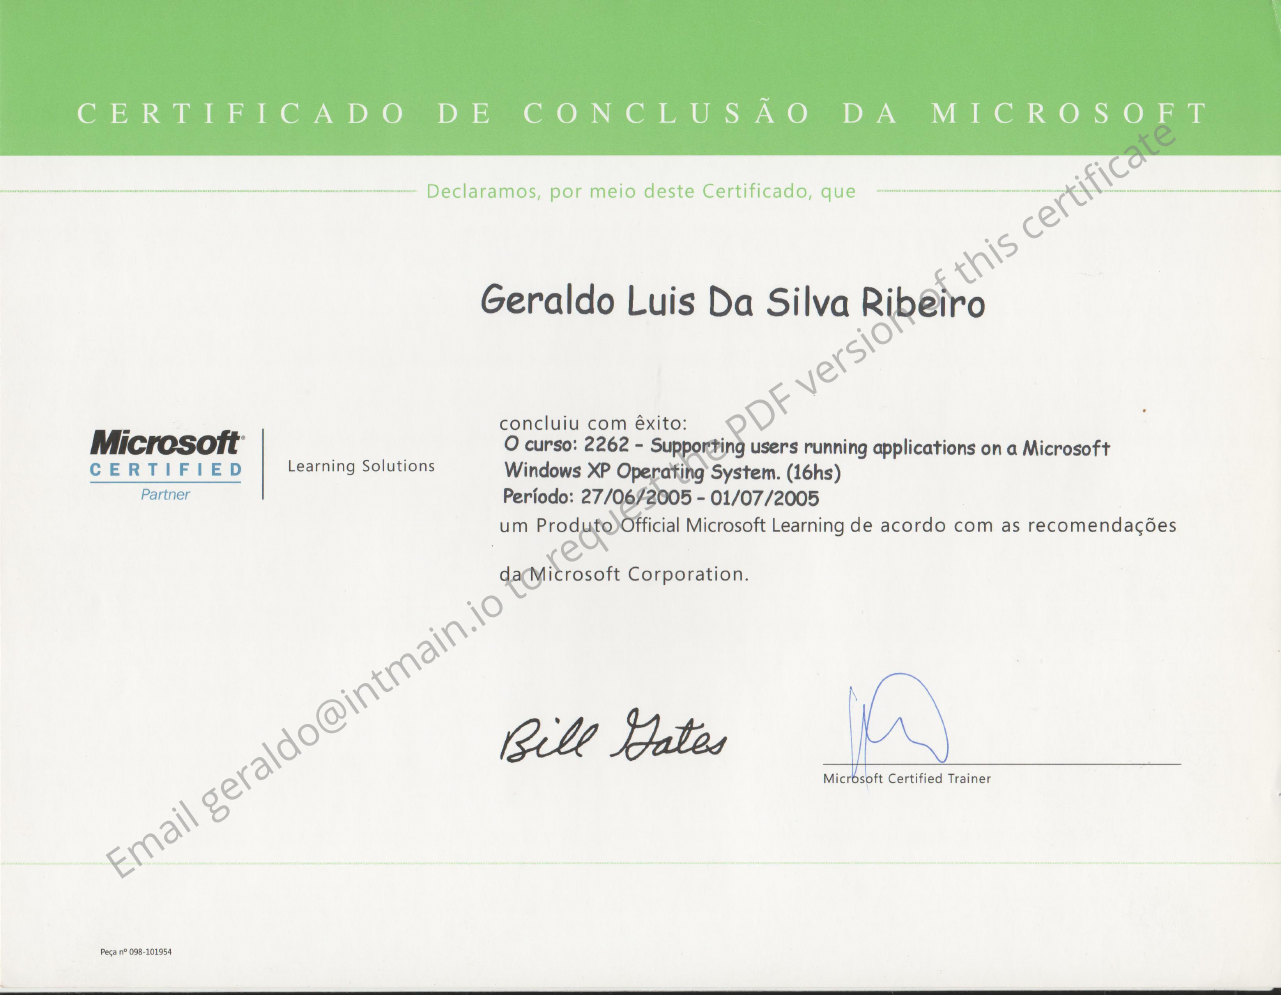 CERTIFICADO DE CONCLUSÃO DA MICROSOFT
Declaramos, por meio deste Certificado, que
Geraldo Luis Da Silva Ribeiro
Microsoft
CERTIFIED
Partner
Learning Solutions
concluiu com êxito:
O curso: 2262 - Supporting users running applications on a Microsoft
Windows XP Operating System. (16hs)
Período: 27/06/2005 - 01/07/2005
um Produto Official Microsoft Learning de acordo com as recomendações
da Microsoft Corporation.
Bill Gates
Microsoft Certified Trainer
Peça nº 098-101954
Email geraldo@intmain.io to request the PDF version of this certificate